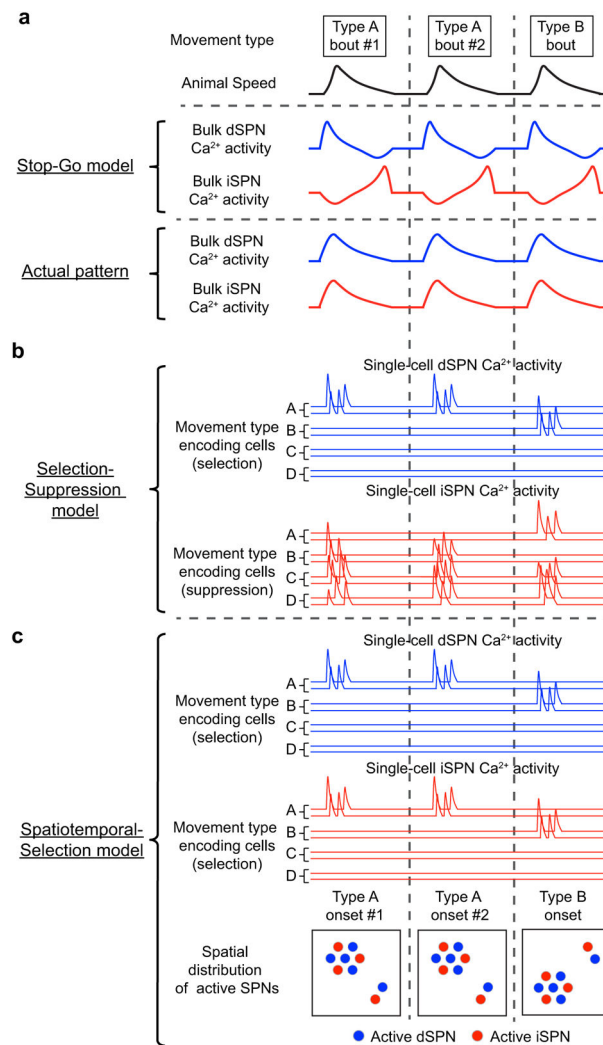 a
Movement type
Type A
bout #1
Type A
bout #2
Type B
bout
Animal Speed
Stop-Go model
Bulk dSPN
Ca²⁺ activity
Bulk iSPN
Ca²⁺ activity
Actual pattern
Bulk dSPN
Ca²⁺ activity
Bulk iSPN
Ca²⁺ activity
b
Selection-
Suppression
model
Single-cell dSPN Ca²⁺ activity
Movement type
encoding cells
(selection)
A
B
C
D
Single-cell iSPN Ca²⁺ activity
Movement type
encoding cells
(suppression)
A
B
C
D
c
Spatiotemporal-
Selection model
Single-cell dSPN Ca²⁺ activity
Movement type
encoding cells
(selection)
A
B
C
D
Single-cell iSPN Ca²⁺ activity
Movement type
encoding cells
(selection)
A
B
C
D
Type A
onset #1
Type A
onset #2
Type B
onset
Spatial
distribution
of active SPNs
Active dSPN
Active iSPN